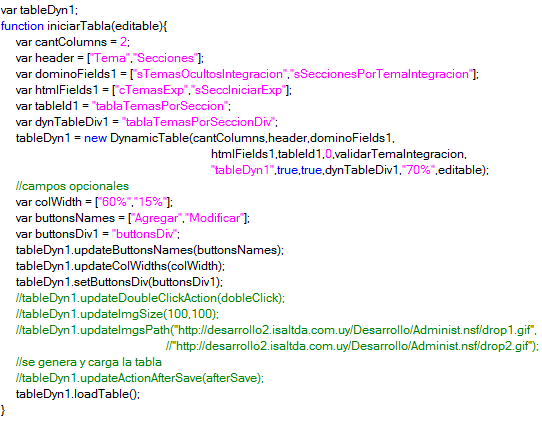 var tableDyn1;
function iniciarTabla(editable){
var cantColumns = 2;
var header = ["Tema","Secciones"];
var dominoFields1 = ["sTemasOcultosIntegracion","sSeccionesPorTemaIntegracion"];
var htmlFields1 = ["cTemasExp","sSeccIniciarExp"];
var tableId1 = "tablaTemasPorSeccion";
var dynTableDiv1 = "tablaTemasPorSeccionDiv";
tableDyn1 = new DynamicTable(cantColumns,header,dominoFields1,
htmlFields1,tableId1,0,validarTemaIntegracion,
"tableDyn1",true,true,dynTableDiv1,"70%",editable);
//campos opcionales
var colWidth = ["60%","15%"];
var buttonsNames = ["Agregar","Modificar"];
var buttonsDiv1 = "buttonsDiv";
tableDyn1.updateButtonsNames(buttonsNames);
tableDyn1.updateColWidths(colWidth);
tableDyn1.setButtonsDiv(buttonsDiv1);
//tableDyn1.updateDoubleClickAction(dobleClick);
//tableDyn1.updateImgSize(100,100);
//tableDyn1.updateImgsPath("http://desarrollo2.isaltda.com.uy/Desarrollo/Administ.nsf/drop1.gif",
//"http://desarrollo2.isaltda.com.uy/Desarrollo/Administ.nsf/drop2.gif");
//se genera y carga la tabla
//tableDyn1.updateActionAfterSave(afterSave);
tableDyn1.loadTable();
}